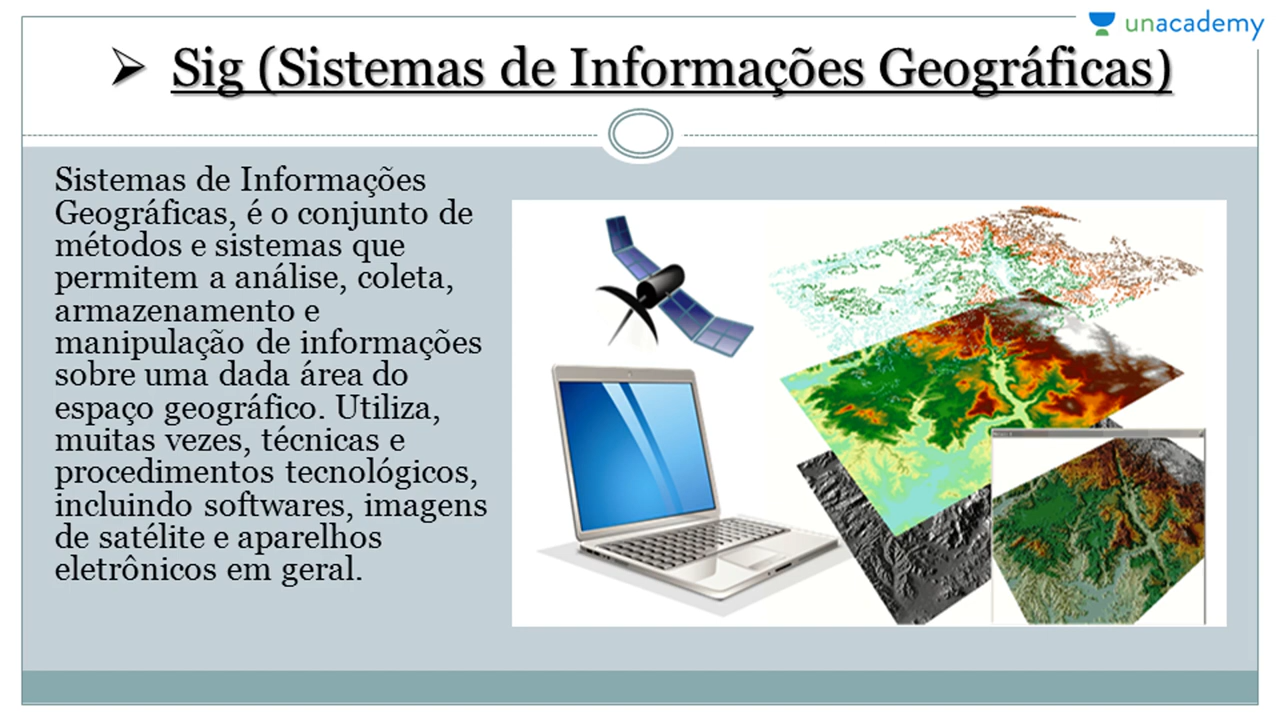 unacademy
➢ Sig (Sistemas de Informações Geográficas)
Sistemas de Informações
Geográficas, é o conjunto de
métodos e sistemas que
permitem a análise, coleta,
armazenamento e
manipulação de informações
sobre uma dada área do
espaço geográfico. Utiliza,
muitas vezes, técnicas e
procedimentos tecnológicos,
incluindo softwares, imagens
de satélite e aparelhos
eletrônicos em geral.